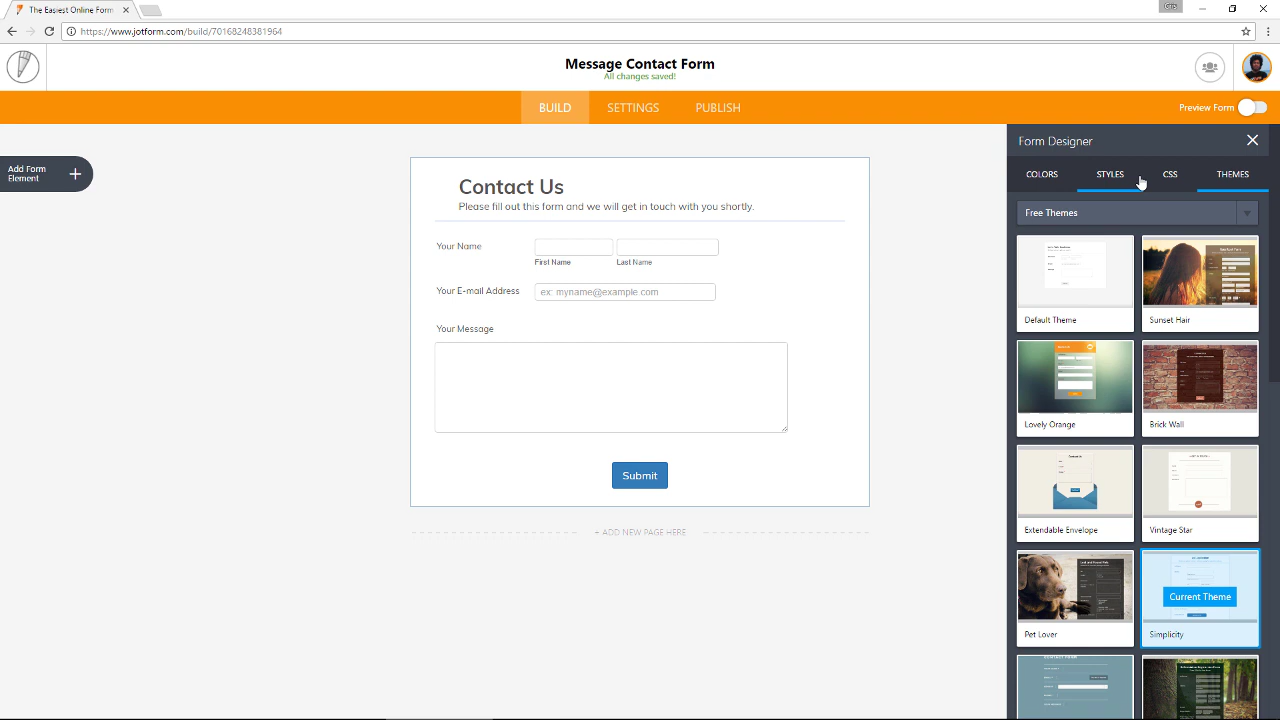 The Easiest Online Form
Cris
https://www.jotform.com/build/70168248381964
Message Contact Form
All changes saved!
BUILD
SETTINGS
PUBLISH
Preview Form
Add Form
Element
Contact Us
Please fill out this form and we will get in touch with you shortly.
Your Name
First Name
Last Name
Your E-mail Address
ex: myname@example.com
Your Message
Submit
+ ADD NEW PAGE HERE
Form Designer
COLORS
STYLES
CSS
THEMES
Free Themes
Default Theme
Sunset Hair
Lovely Orange
Brick Wall
Extendable Envelope
Vintage Star
Pet Lover
Current Theme
Simplicity